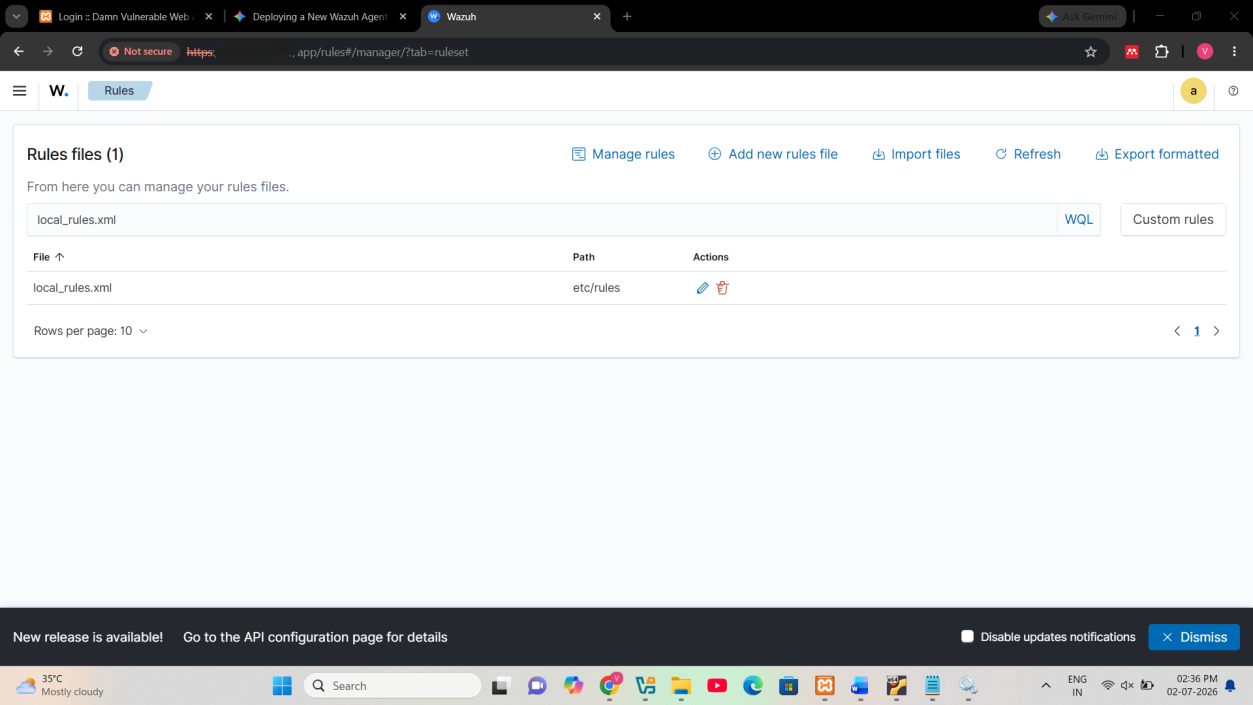 Login :: Damn Vulnerable Web A
Deploying a New Wazuh Agent
Wazuh
Ask Gemini
Not secure
https:
app/rules#/manager/?tab=ruleset
V
W.
Rules
a
Rules files (1)
Manage rules
Add new rules file
Import files
Refresh
Export formatted
From here you can manage your rules files.
local_rules.xml
WQL
Custom rules
File
Path
Actions
local_rules.xml
etc/rules
Rows per page: 10
1
New release is available!
Go to the API configuration page for details
Disable updates notifications
Dismiss
35°C
Mostly cloudy
Search
ENG
IN
02:36 PM
02-07-2026